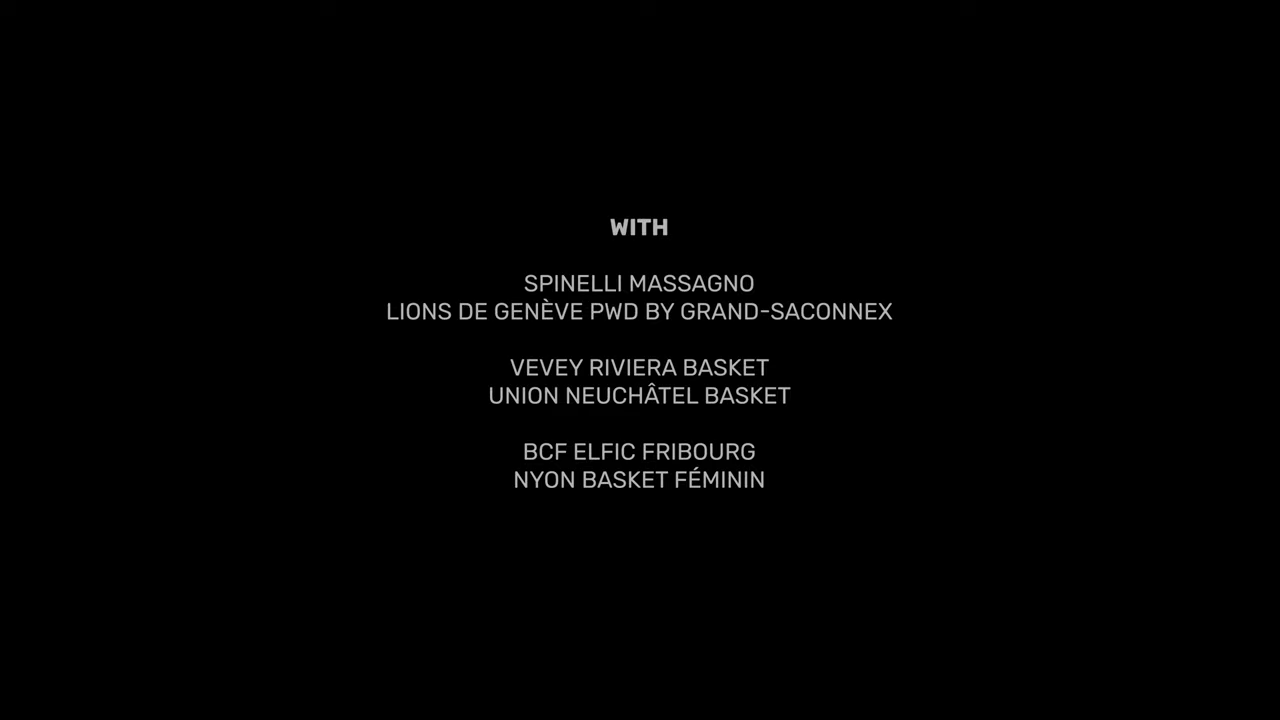 WITH
SPINELLI MASSAGNO
LIONS DE GENÈVE PWD BY GRAND-SACONNEX
VEVEY RIVIERA BASKET
UNION NEUCHÂTEL BASKET
BCF ELFIC FRIBOURG
NYON BASKET FÉMININ